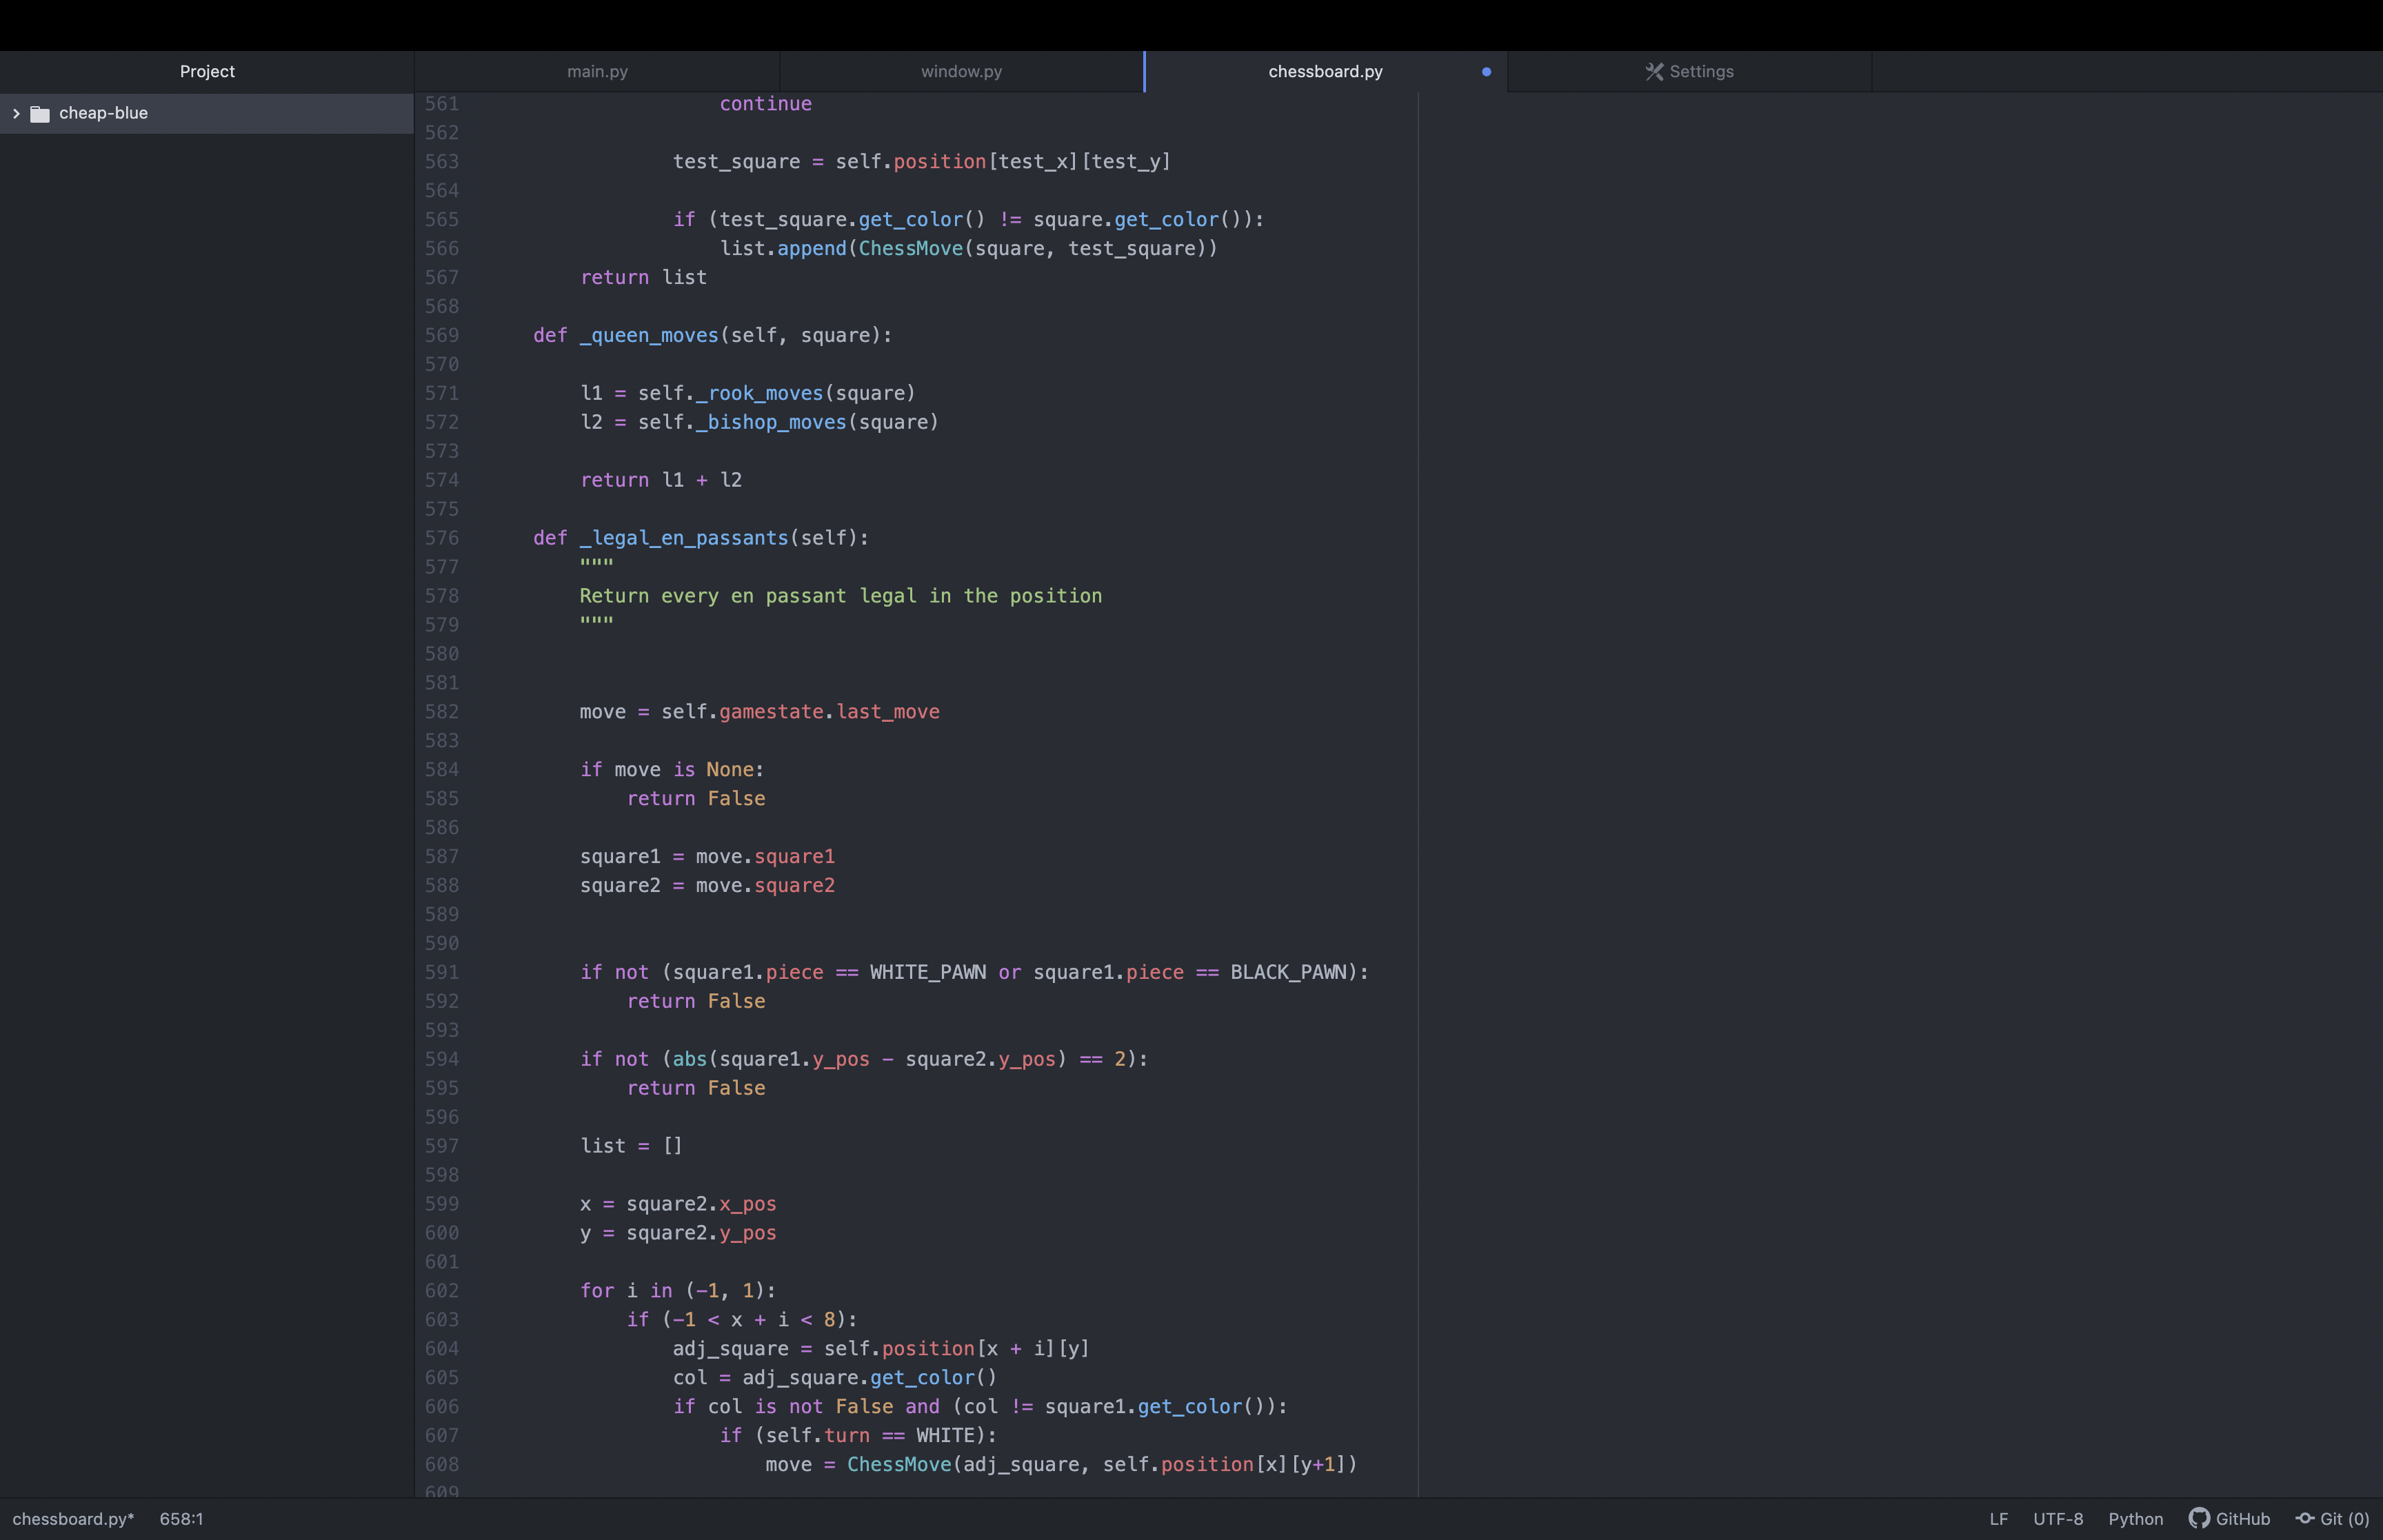 Project
main.py
window.py
chessboard.py
Settings
cheap-blue
561 continue
562
563 test_square = self.position[test_x][test_y]
564
565 if (test_square.get_color() != square.get_color()):
566 list.append(ChessMove(square, test_square))
567 return list
568
569 def _queen_moves(self, square):
570
571 l1 = self._rook_moves(square)
572 l2 = self._bishop_moves(square)
573
574 return l1 + l2
575
576 def _legal_en_passants(self):
577 """
578 Return every en passant legal in the position
579 """
580
581
582 move = self.gamestate.last_move
583
584 if move is None:
585 return False
586
587 square1 = move.square1
588 square2 = move.square2
589
590
591 if not (square1.piece == WHITE_PAWN or square1.piece == BLACK_PAWN):
592 return False
593
594 if not (abs(square1.y_pos - square2.y_pos) == 2):
595 return False
596
597 list = []
598
599 x = square2.x_pos
600 y = square2.y_pos
601
602 for i in (-1, 1):
603 if (-1 < x + i < 8):
604 adj_square = self.position[x + i][y]
605 col = adj_square.get_color()
606 if col is not False and (col != square1.get_color()):
607 if (self.turn == WHITE):
608 move = ChessMove(adj_square, self.position[x][y+1])
609
chessboard.py* 658:1
LF UTF-8 Python GitHub Git (0)